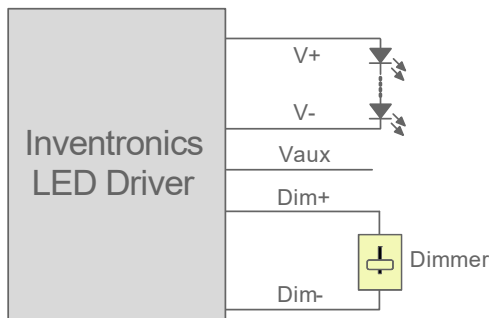 Inventronics
LED Driver
V+
V-
Vaux
Dim+
Dimmer
Dim-